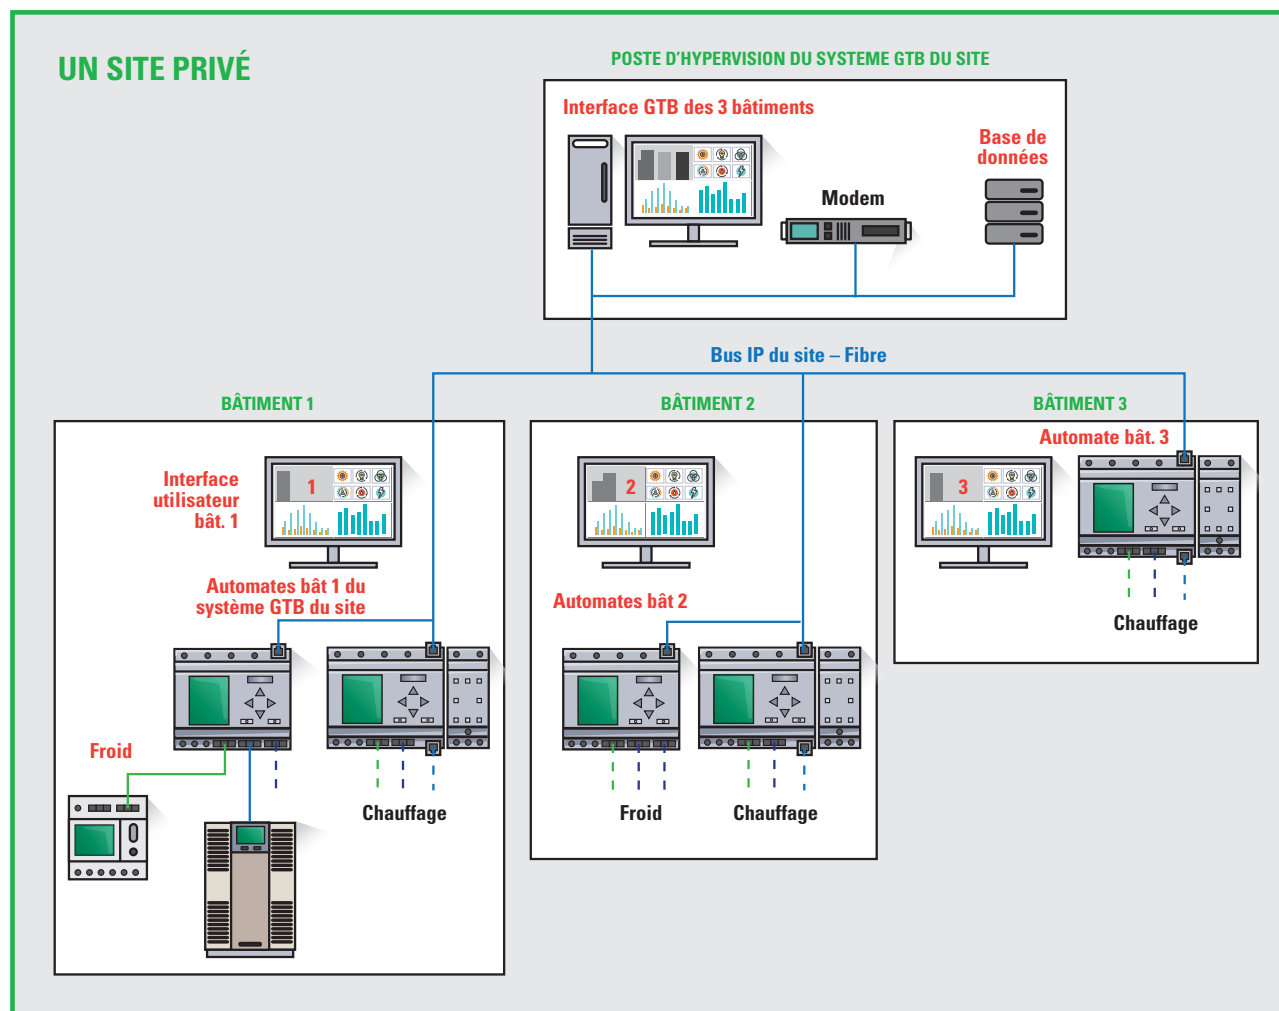 UN SITE PRIVÉ
POSTE D'HYPERVISION DU SYSTEME GTB DU SITE
Interface GTB des 3 bâtiments
Base de
données
Modem
Bus IP du site – Fibre
BÂTIMENT 1
BÂTIMENT 2
BÂTIMENT 3
Interface
utilisateur
bât. 1
1
Automates bât 1 du
système GTB du site
Froid
Chauffage
2
Automates bât 2
Froid
Chauffage
Automate bât. 3
3
Chauffage